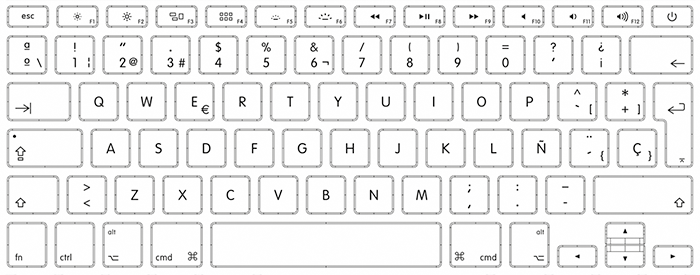 esc F1 F2 F3 F4 F5 F6 F7 F8 F9 F10 F11 F12
ª ! ” . $ % & / ( ) = ? ¿
º \ 1 ¦ 2 @ 3 # 4 5 6 ¬ 7 8 9 0 ‘ ¡
Q W E € R T Y U I O P ^ *
` [ + ]
A S D F G H J K L Ñ ¨ Ç }
´ {
> Z X C V B N M ; : –
< , . -
fn ctrl alt cmd ⌘ ⌘ cmd alt
⌥ ⌥